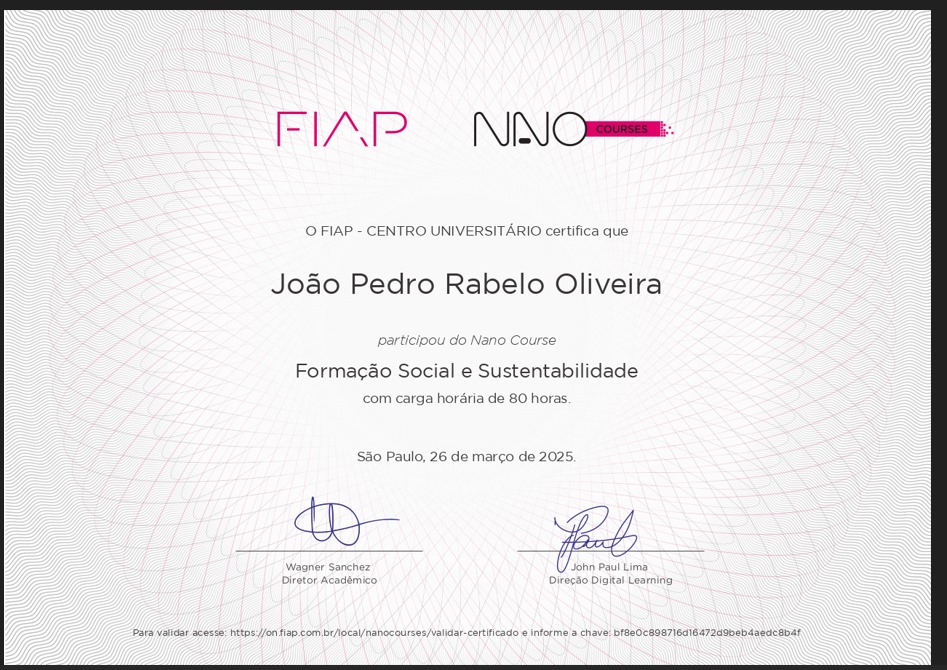 FIAP NANO COURSES
O FIAP - CENTRO UNIVERSITÁRIO certifica que
João Pedro Rabelo Oliveira
participou do Nano Course
Formação Social e Sustentabilidade
com carga horária de 80 horas.
São Paulo, 26 de março de 2025.
Wagner Sanchez John Paul Lima
Diretor Acadêmico Direção Digital Learning
Para validar acesse: https://on.fiap.com.br/local/nanocourses/validar-certificado e informe a chave: bf8e0c898716d16472d9beb4aedc8b4f